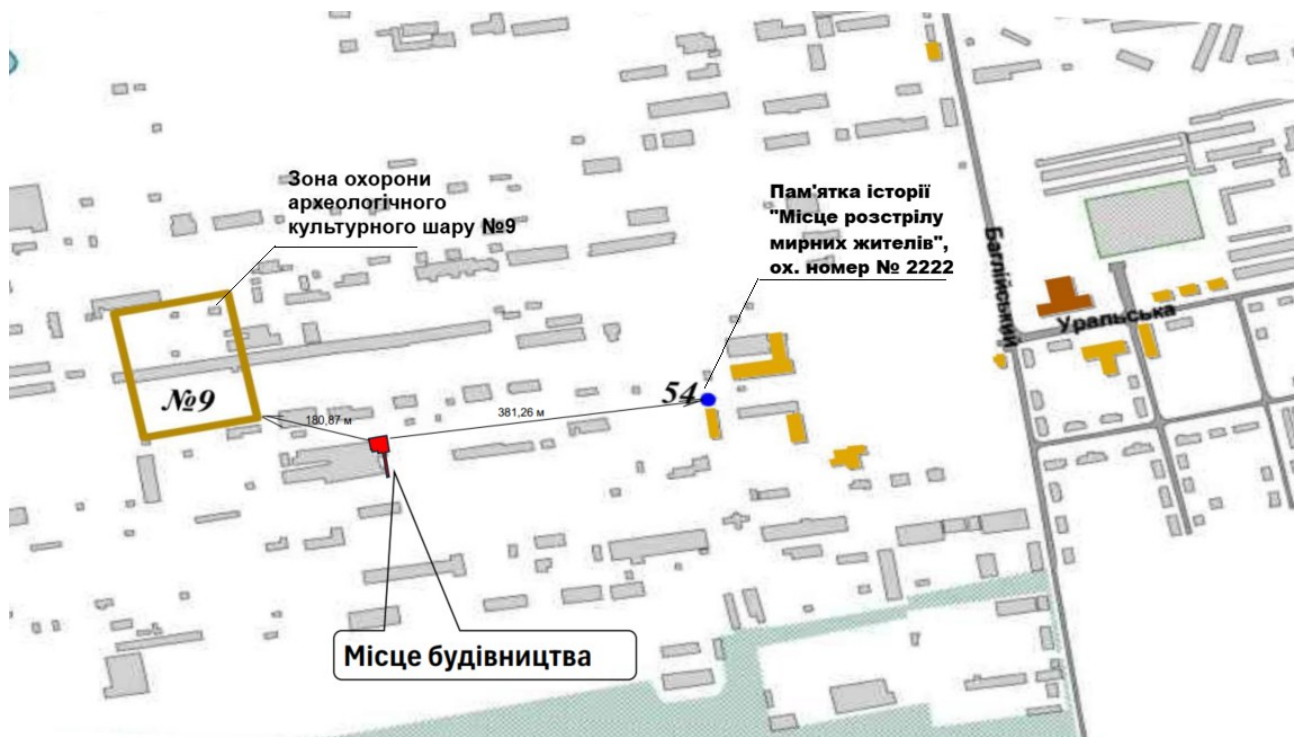 Зона охорони
археологічного
культурного шару №9
Пам'ятка історії
"Місце розстрілу
мирних жителів",
ох. номер № 2222
Баглійський
Уральська
№9
180,87 м
381,26 м
54
Місце будівництва